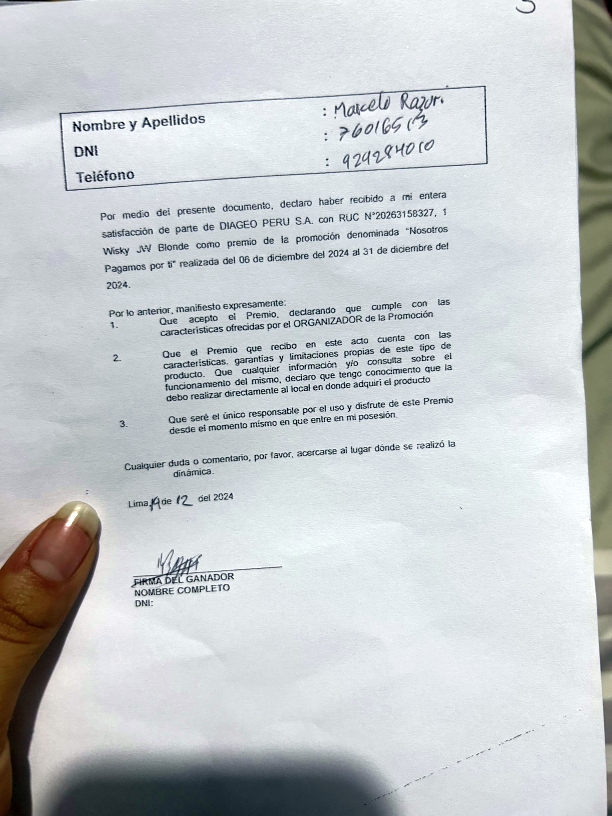 Nombre y Apellidos : Marcelo Razuri
DNI : 76016513
Teléfono : 929284010
Por medio del presente documento, declaro haber recibido a mi entera
satisfacción de parte de DIAGEO PERU S.A. con RUC N°20263158327, 1
Wisky JW Blonde como premio de la promoción denominada "Nosotros
Pagamos por ti" realizada del 06 de diciembre del 2024 al 31 de diciembre del
2024.
Por lo anterior, manifiesto expresamente:
1. Que acepto el Premio, declarando que cumple con las
características ofrecidas por el ORGANIZADOR de la Promoción
2. Que el Premio que recibo en este acto cuenta con las
características, garantías y limitaciones propias de este tipo de
producto. Que cualquier información y/o consulta sobre el
funcionamiento del mismo, declaro que tengo conocimiento que la
debo realizar directamente al local en donde adquirí el producto
3. Que seré el único responsable por el uso y disfrute de este Premio
desde el momento mismo en que entre en mi posesión.
Cualquier duda o comentario, por favor, acercarse al lugar donde se realizó la
dinámica.
Lima, 19 de 12 del 2024
FIRMA DEL GANADOR
NOMBRE COMPLETO
DNI: